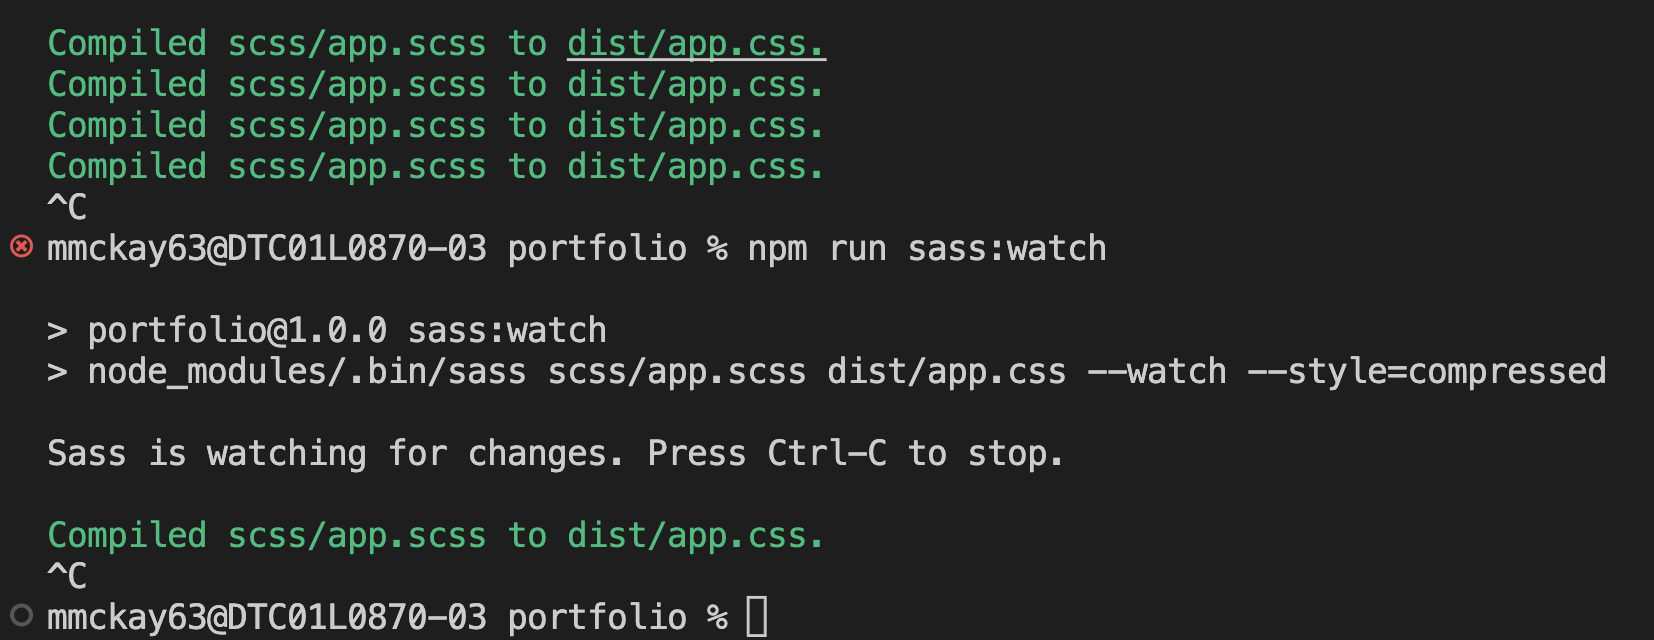 Compiled scss/app.scss to dist/app.css.
Compiled scss/app.scss to dist/app.css.
Compiled scss/app.scss to dist/app.css.
Compiled scss/app.scss to dist/app.css.
^C
mmckay63@DTC01L0870-03 portfolio % npm run sass:watch
> portfolio@1.0.0 sass:watch
> node_modules/.bin/sass scss/app.scss dist/app.css --watch --style=compressed
Sass is watching for changes. Press Ctrl-C to stop.
Compiled scss/app.scss to dist/app.css.
^C
mmckay63@DTC01L0870-03 portfolio %